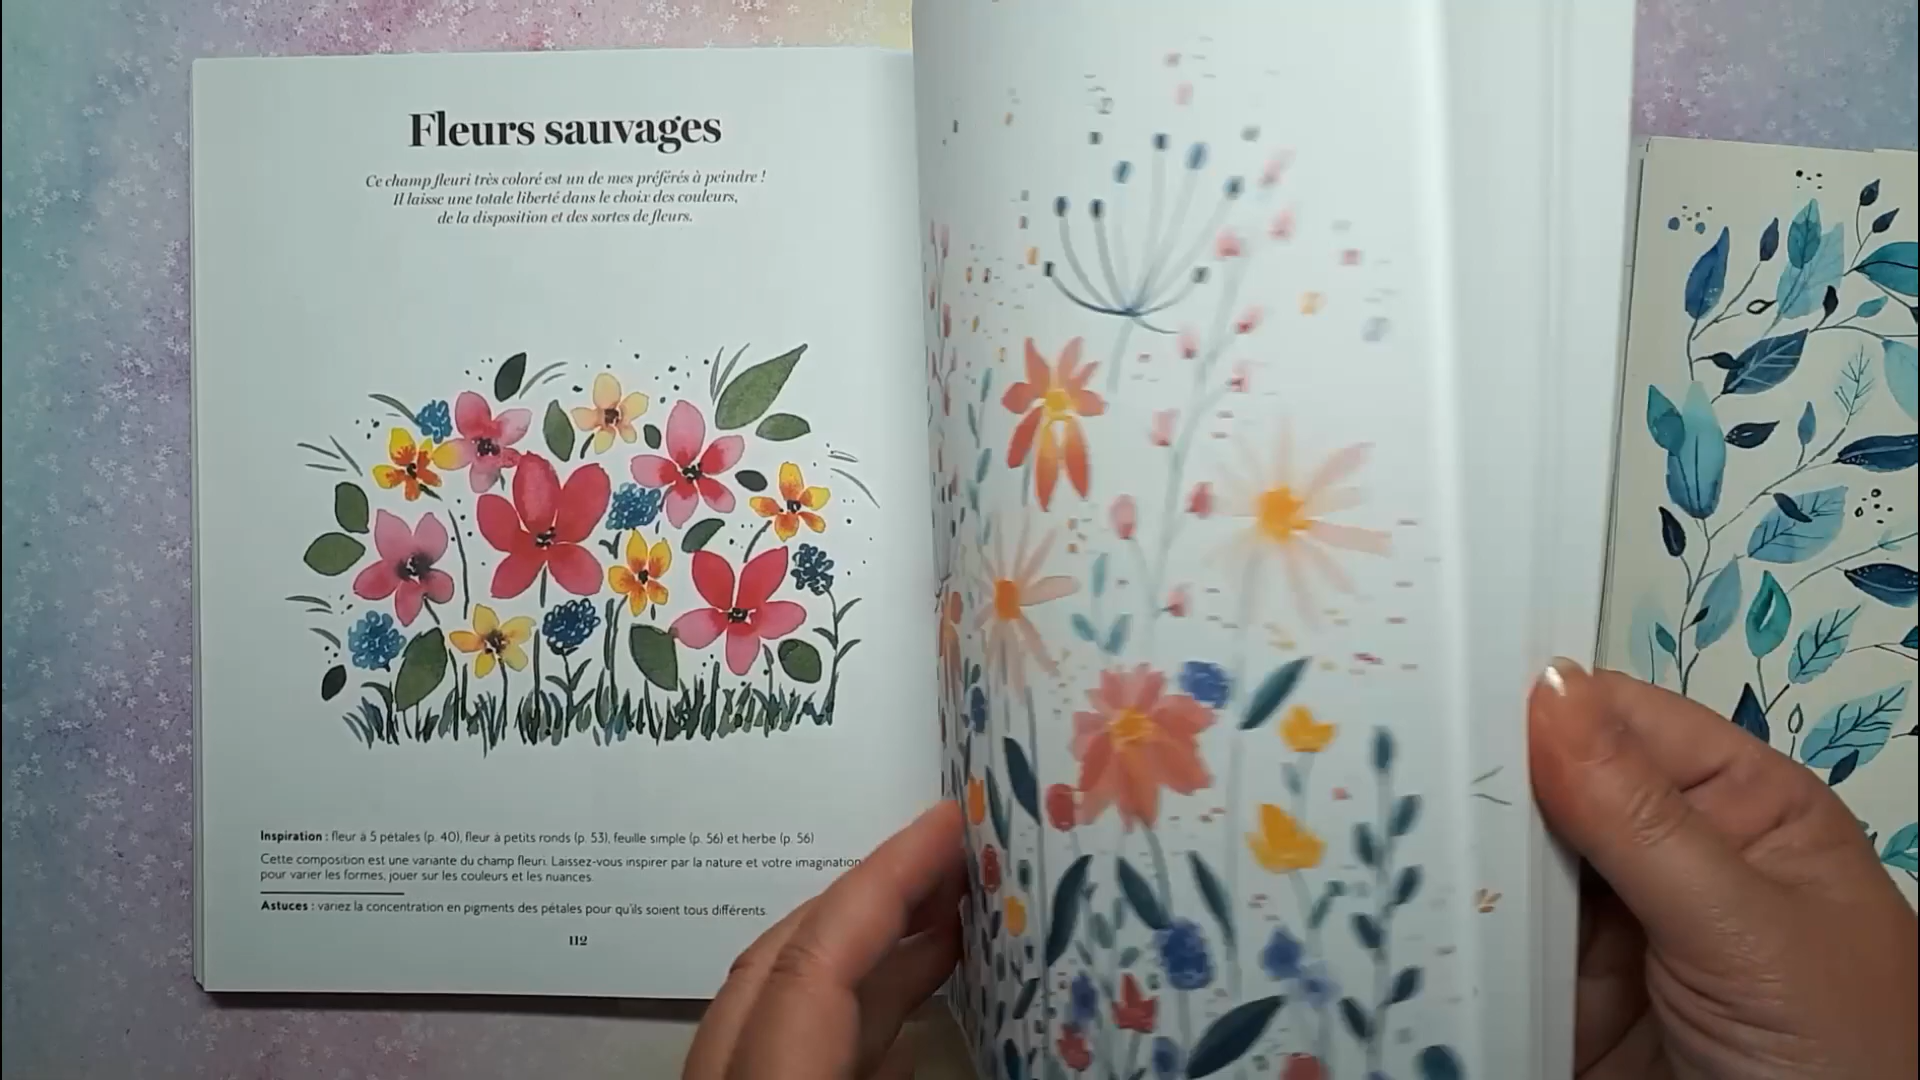 Fleurs sauvages
Ce champ fleuri très coloré est un de mes préférés à peindre !
Il laisse une totale liberté dans le choix des couleurs,
de la disposition et des sortes de fleurs.
Inspiration : fleur à 5 pétales (p. 40), fleur à petits ronds (p. 53), feuille simple (p. 56) et herbe (p. 56)
Cette composition est une variante du champ fleuri. Laissez-vous inspirer par la nature et votre imagination
pour varier les formes, jouer sur les couleurs et les nuances.
Astuces : variez la concentration en pigments des pétales pour qu'ils soient tous différents.
112